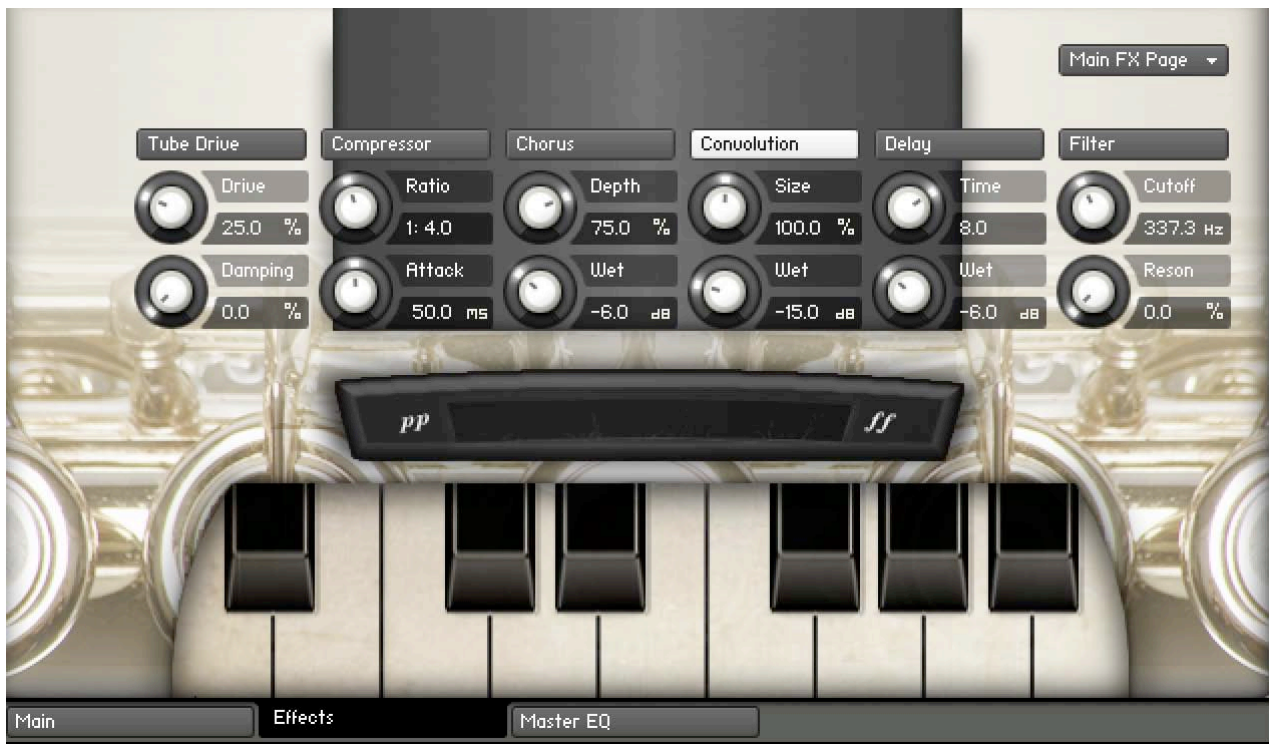 Main FX Page
Tube Drive Compressor Chorus Convolution Delay Filter
Drive Ratio Depth Size Time Cutoff
25.0 % 1: 4.0 75.0 % 100.0 % 8.0 337.3 Hz
Damping Attack Wet Wet Wet Reson
0.0 % 50.0 ms -6.0 dB -15.0 dB -6.0 dB 0.0 %
pp ff
Main Effects Master EQ